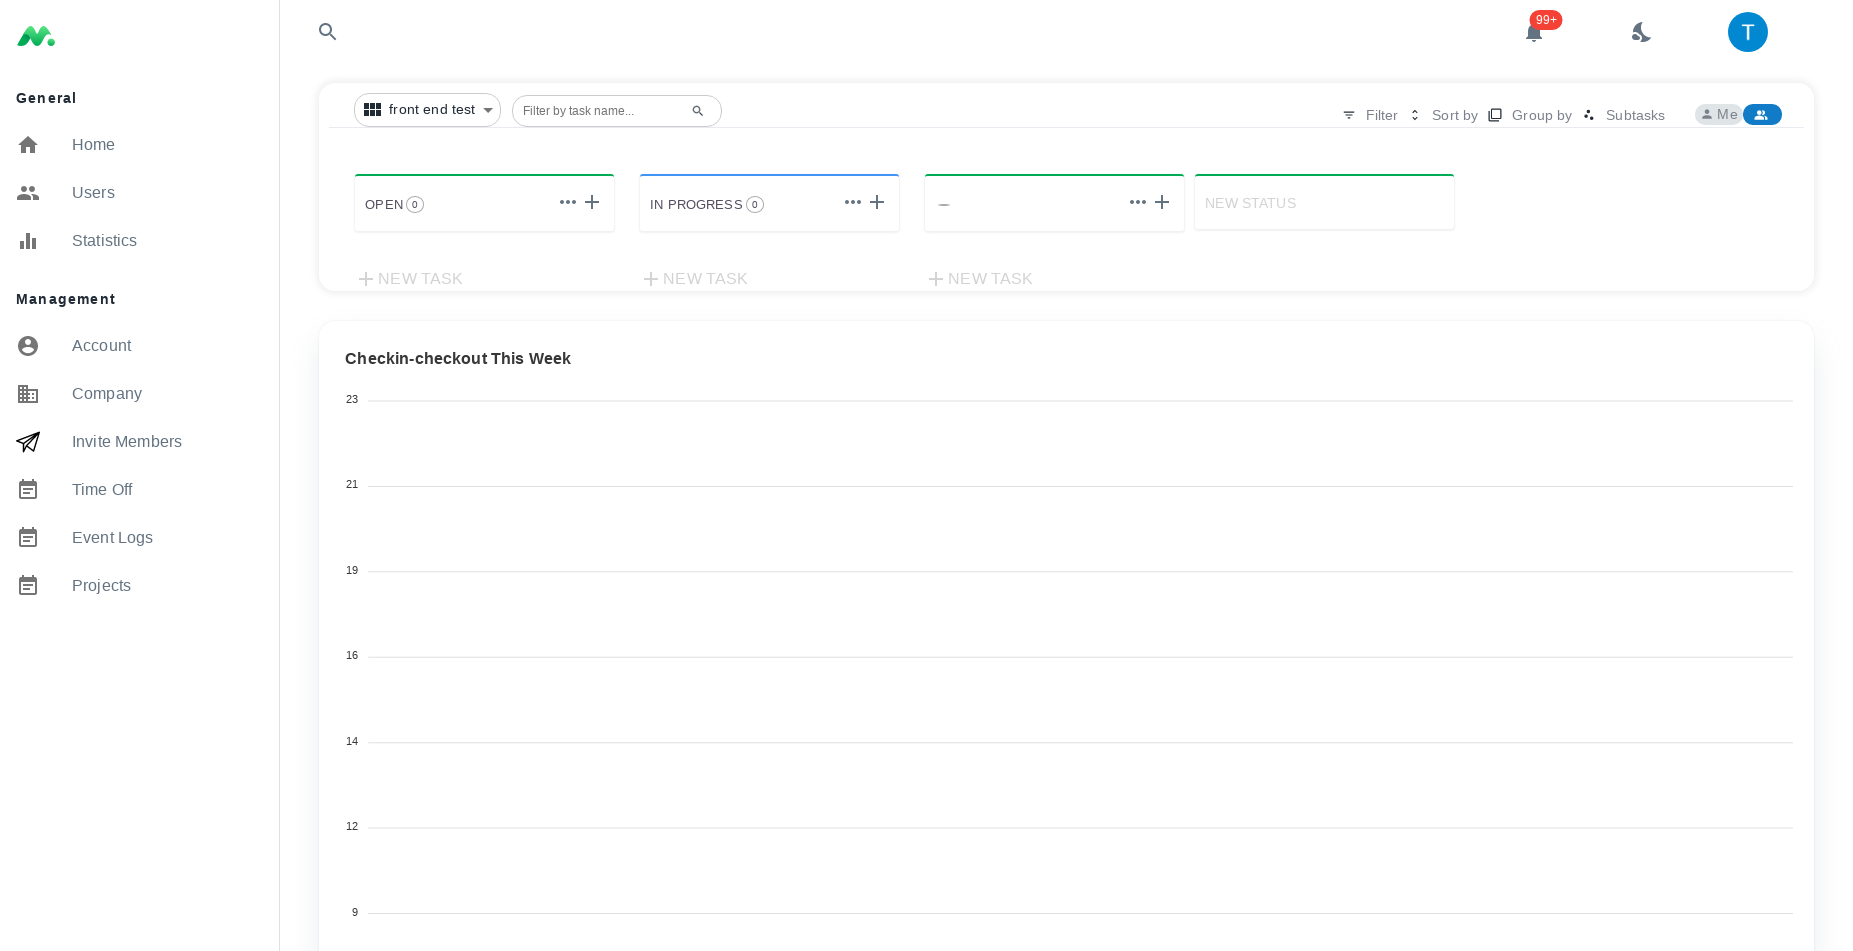 General
Home
Users
Statistics
Management
Account
Company
Invite Members
Time Off
Event Logs
Projects
99+
T
front end test
Filter by task name...
Filter
Sort by
Group by
Subtasks
Me
OPEN 0
IN PROGRESS 0
NEW STATUS
NEW TASK
NEW TASK
NEW TASK
Checkin-checkout This Week
23
21
19
16
14
12
9